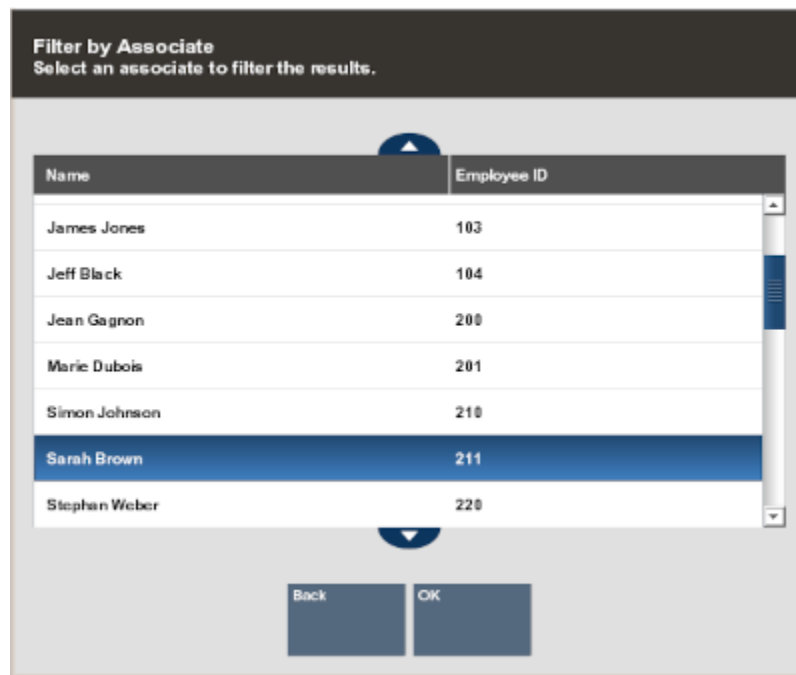 Filter by Associate
Select an associate to filter the results.
Name Employee ID
James Jones 103
Jeff Black 104
Jean Gagnon 200
Marie Dubois 201
Simon Johnson 210
Sarah Brown 211
Stephan Weber 220
Back OK